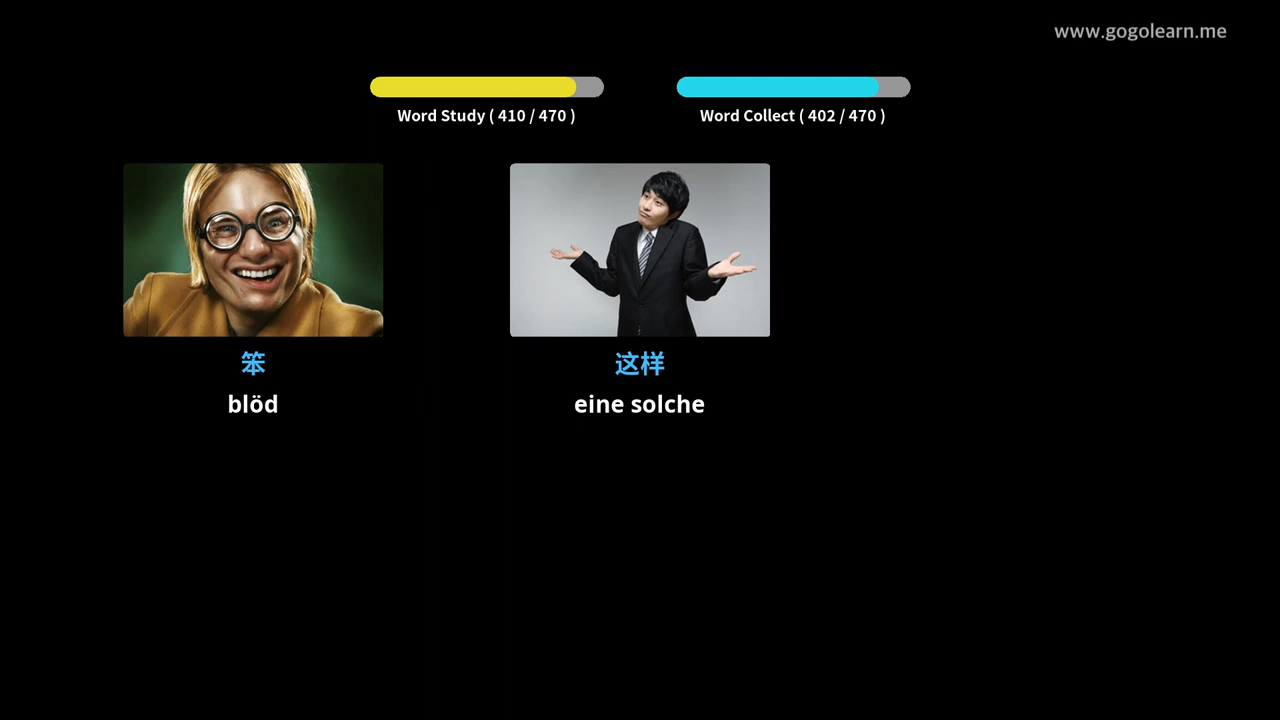 www.gogolearn.me
Word Study ( 410 / 470 )
Word Collect ( 402 / 470 )
笨
blöd
这样
eine solche